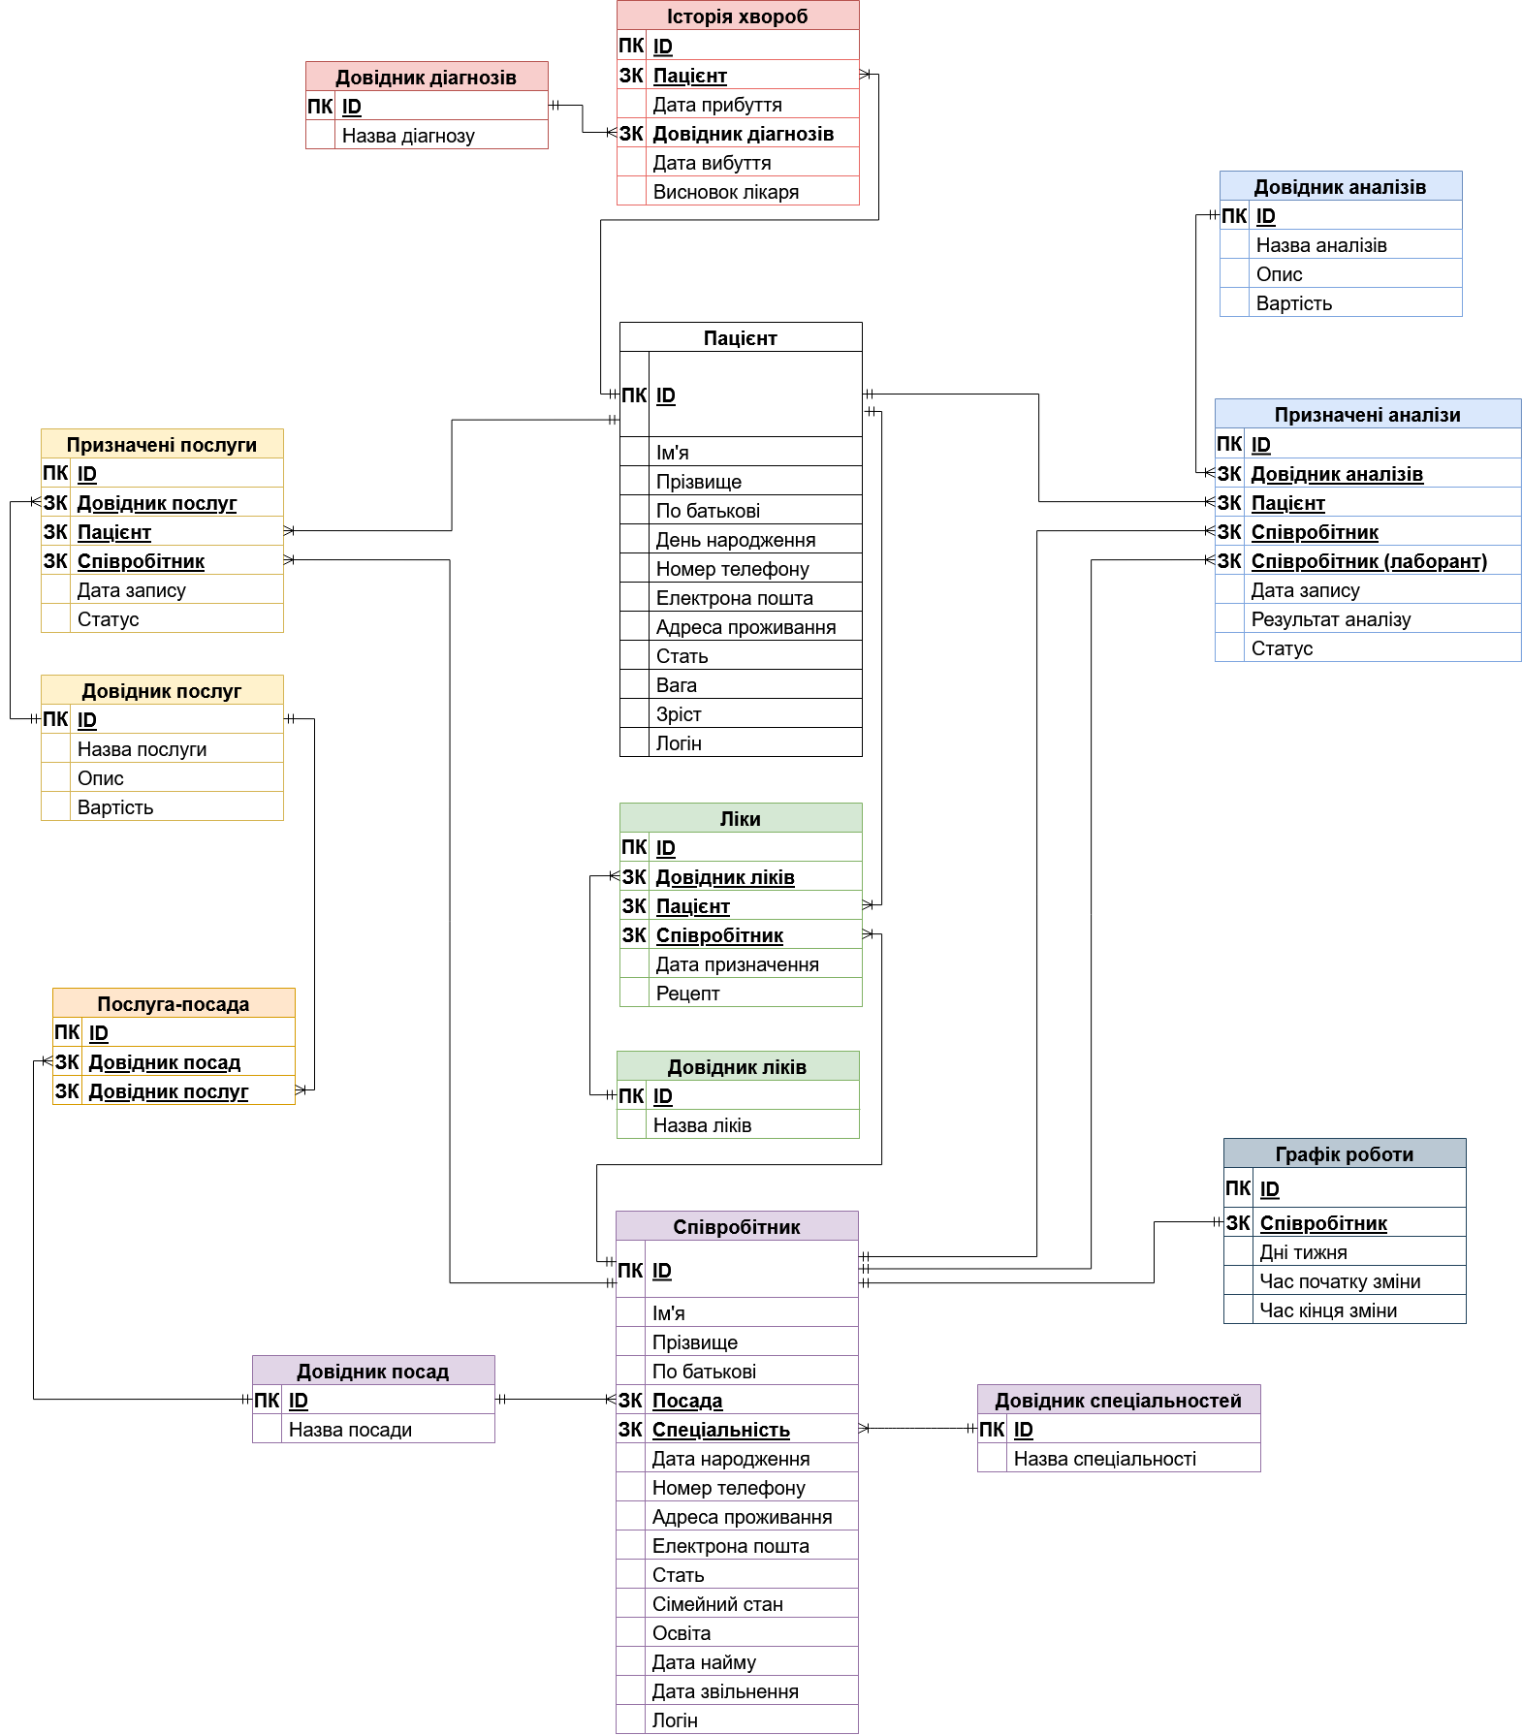 Історія хвороб
ПК ID
ЗК Пацієнт
Дата прибуття
ЗК Довідник діагнозів
Дата вибуття
Висновок лікаря
Довідник діагнозів
ПК ID
Назва діагнозу
Довідник аналізів
ПК ID
Назва аналізів
Опис
Вартість
Пацієнт
ПК ID
Ім'я
Прізвище
По батькові
День народження
Номер телефону
Електрона пошта
Адреса проживання
Стать
Вага
Зріст
Логін
Призначені аналізи
ПК ID
ЗК Довідник аналізів
ЗК Пацієнт
ЗК Співробітник
ЗК Співробітник (лаборант)
Дата запису
Результат аналізу
Статус
Призначені послуги
ПК ID
ЗК Довідник послуг
ЗК Пацієнт
ЗК Співробітник
Дата запису
Статус
Довідник послуг
ПК ID
Назва послуги
Опис
Вартість
Ліки
ПК ID
ЗК Довідник ліків
ЗК Пацієнт
ЗК Співробітник
Дата призначення
Рецепт
Послуга-посада
ПК ID
ЗК Довідник посад
ЗК Довідник послуг
Довідник ліків
ПК ID
Назва ліків
Графік роботи
ПК ID
ЗК Співробітник
Дні тижня
Час початку зміни
Час кінця зміни
Співробітник
ПК ID
Ім'я
Прізвище
По батькові
ЗК Посада
ЗК Спеціальність
Дата народження
Номер телефону
Адреса проживання
Електрона пошта
Стать
Сімейний стан
Освіта
Дата найму
Дата звільнення
Логін
Довідник посад
ПК ID
Назва посади
Довідник спеціальностей
ПК ID
Назва спеціальності